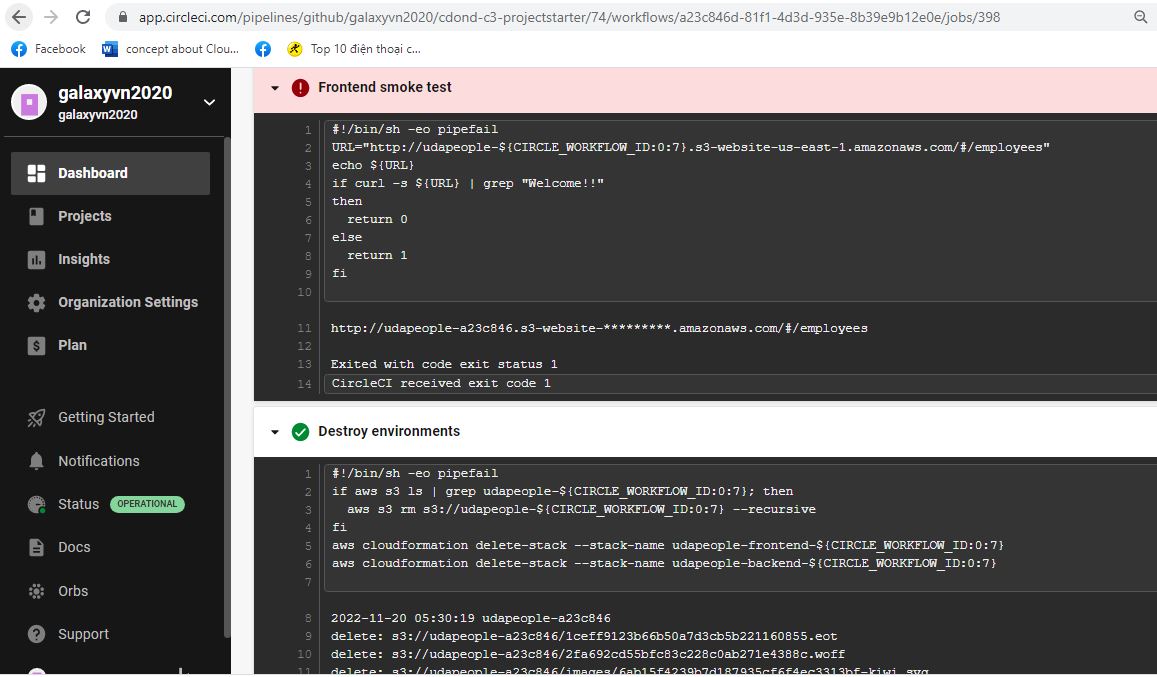 app.circleci.com/pipelines/github/galaxyvn2020/cdond-c3-projectstarter/74/workflows/a23c846d-81f1-4d3d-935e-8b39e9b12e0e/jobs/398
Facebook
concept about Clou...
Top 10 điện thoại c...
galaxyvn2020
galaxyvn2020
Dashboard
Projects
Insights
Organization Settings
Plan
Getting Started
Notifications
Status OPERATIONAL
Docs
Orbs
Support
Frontend smoke test
1 #!/bin/sh -eo pipefail
2 URL="http://udapeople-${CIRCLE_WORKFLOW_ID:0:7}.s3-website-us-east-1.amazonaws.com/#/employees"
3 echo ${URL}
4 if curl -s ${URL} | grep "Welcome!!"
5 then
6 return 0
7 else
8 return 1
9 fi
10
11 http://udapeople-a23c846.s3-website-*********.amazonaws.com/#/employees
12
13 Exited with code exit status 1
14 CircleCI received exit code 1
Destroy environments
1 #!/bin/sh -eo pipefail
2 if aws s3 ls | grep udapeople-${CIRCLE_WORKFLOW_ID:0:7}; then
3 aws s3 rm s3://udapeople-${CIRCLE_WORKFLOW_ID:0:7} --recursive
4 fi
5 aws cloudformation delete-stack --stack-name udapeople-frontend-${CIRCLE_WORKFLOW_ID:0:7}
6 aws cloudformation delete-stack --stack-name udapeople-backend-${CIRCLE_WORKFLOW_ID:0:7}
7
8 2022-11-20 05:30:19 udapeople-a23c846
9 delete: s3://udapeople-a23c846/1ceff9123b66b50a7d3cb5b221160855.eot
10 delete: s3://udapeople-a23c846/2fa692cd55bfc83c228c0ab271e4388c.woff
11 delete: s3://udapeople-a23c846/images/6ab15f4239b7d187935cf6f4ec3313bf-kiwi.svg